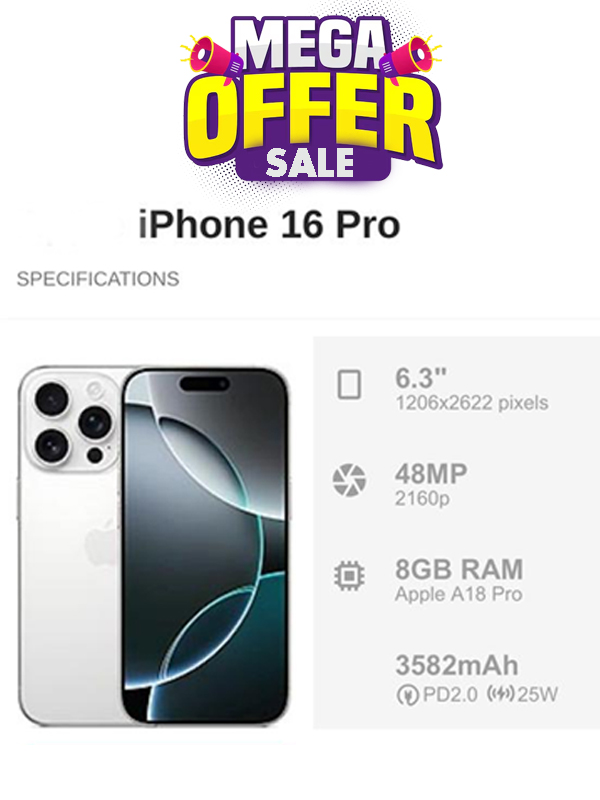 MEGA
OFFER
SALE
iPhone 16 Pro
SPECIFICATIONS
6.3"
1206x2622 pixels
48MP
2160p
8GB RAM
Apple A18 Pro
3582mAh
PD2.0 25W